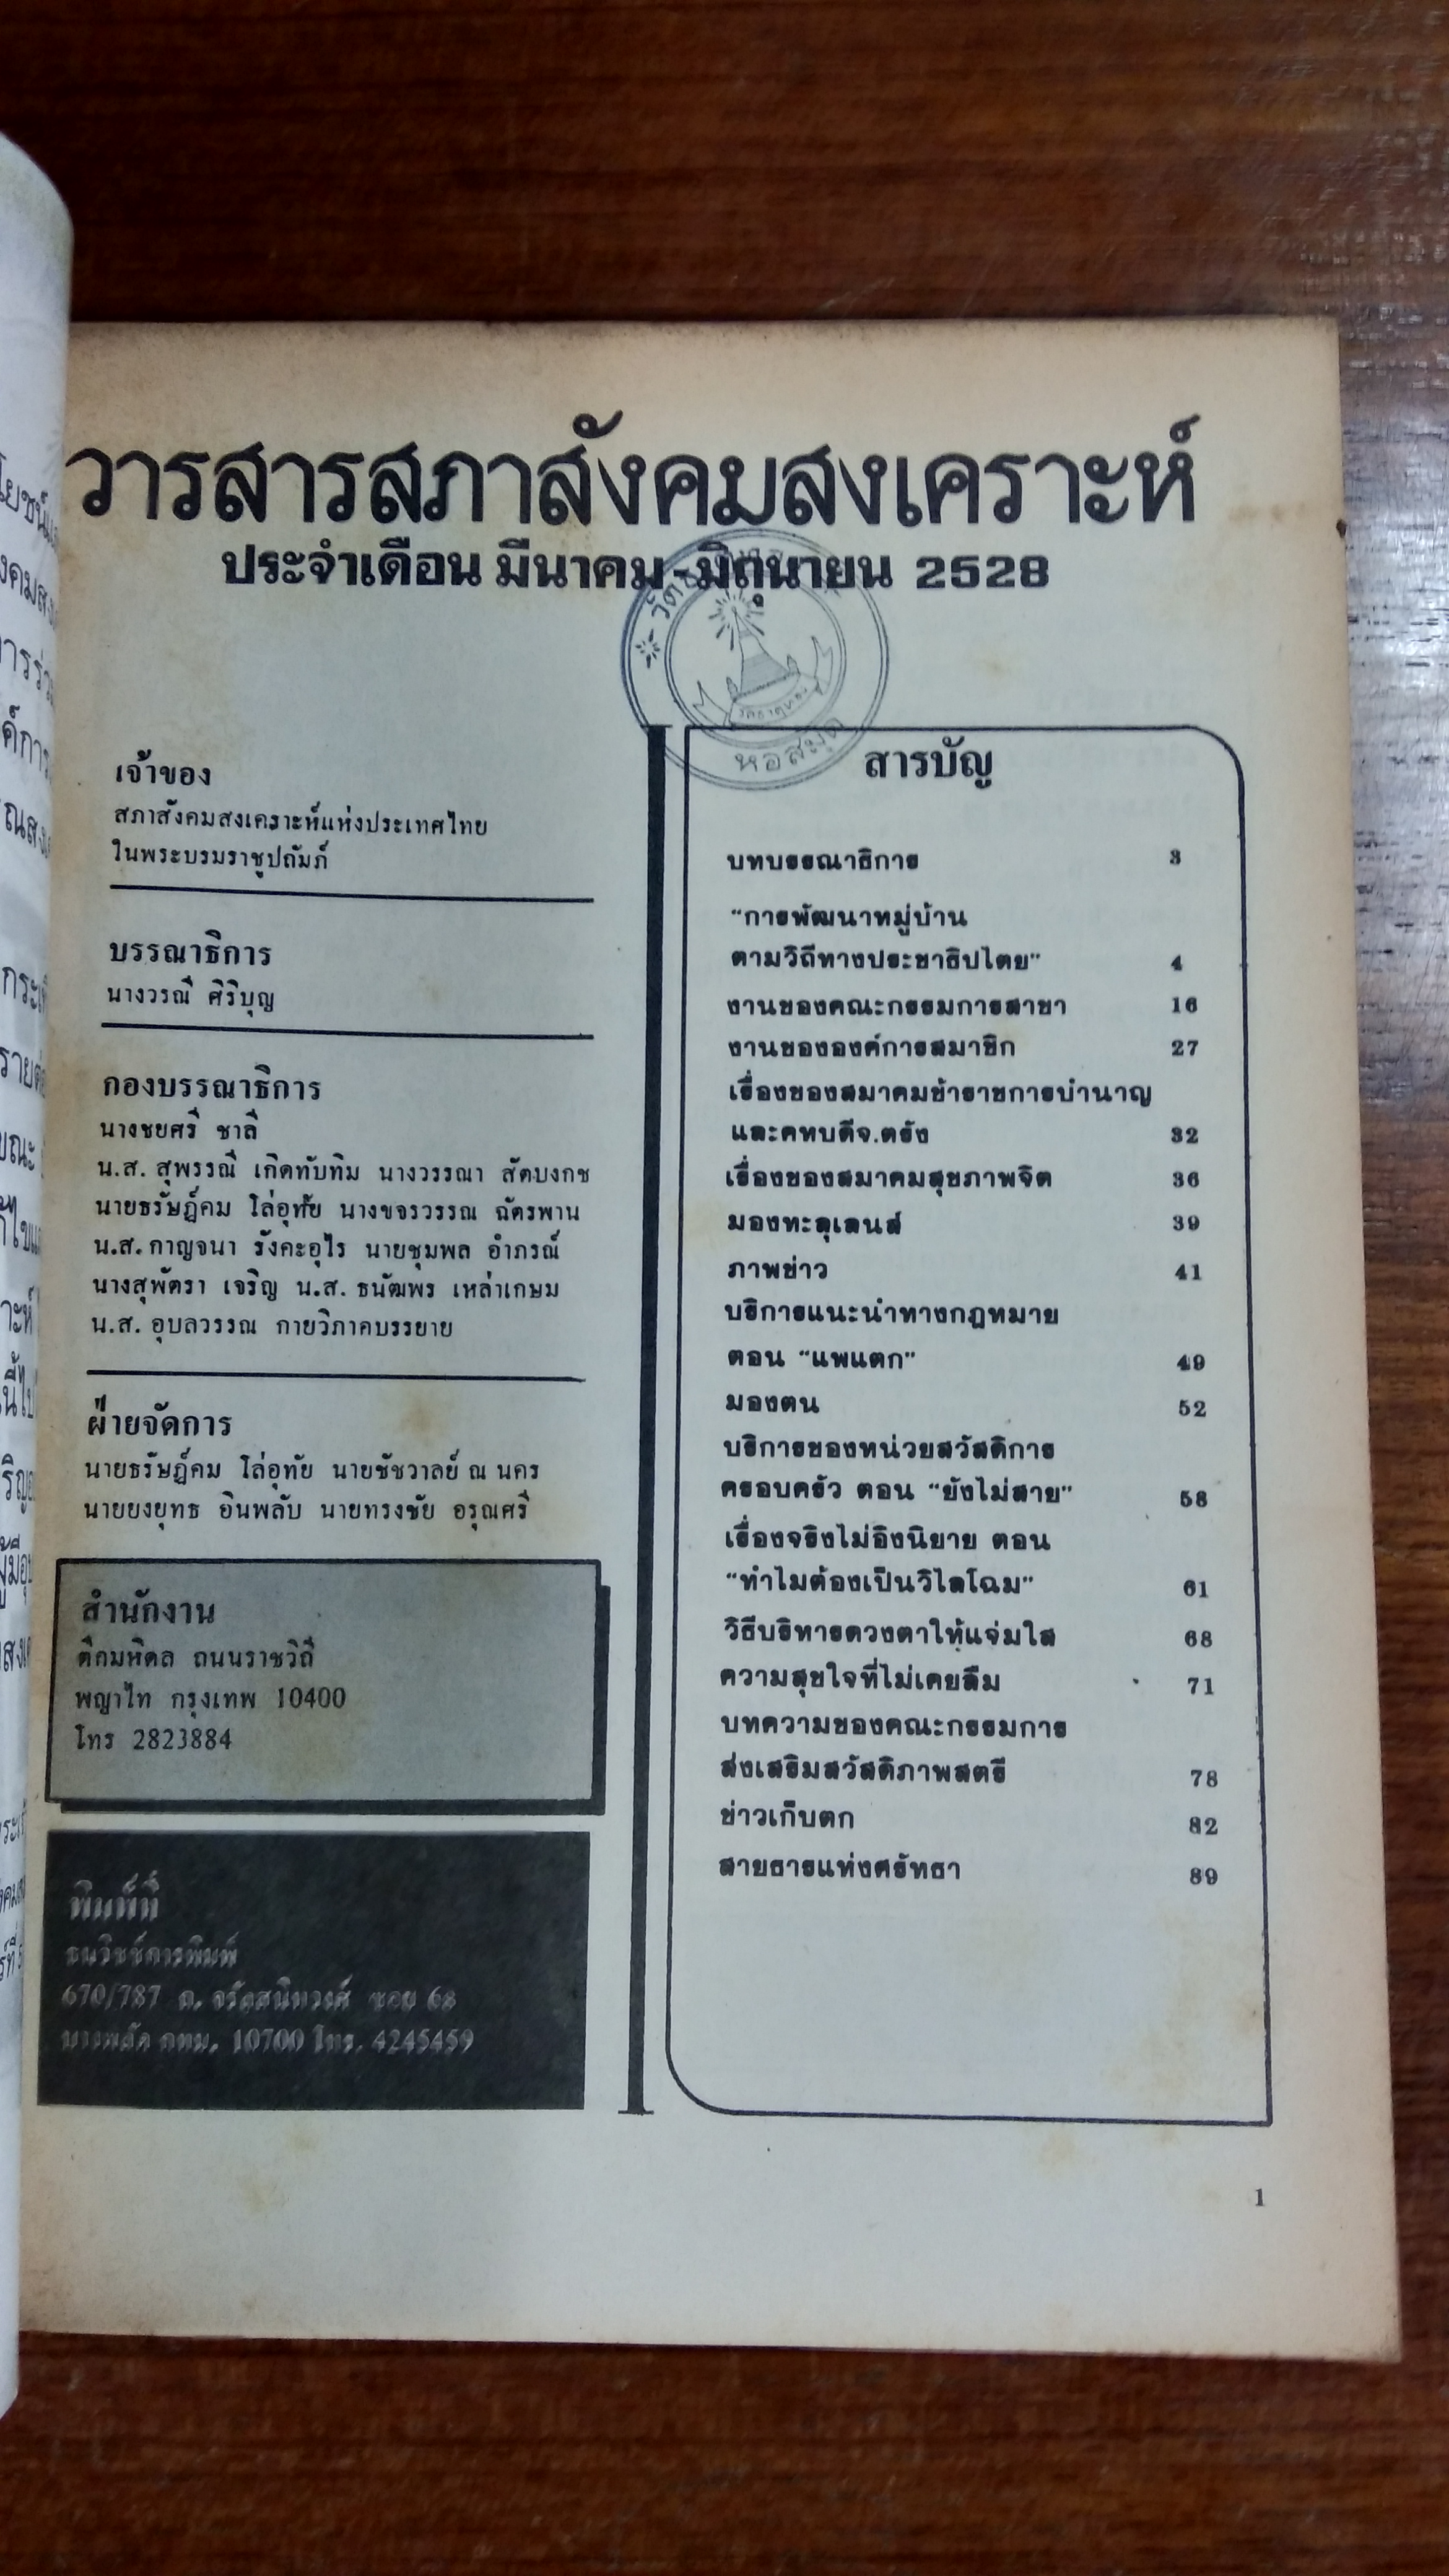 วารสารสภาสังคมสงเคราะห์
ประจำเดือน มีนาคม-มิถุนายน 2528
วัด
หอสมุด
เจ้าของ
สภาสังคมสงเคราะห์แห่งประเทศไทย
ในพระบรมราชูปถัมภ์
บรรณาธิการ
นางวรณี ศิริบุญ
กองบรรณาธิการ
นางชยศรี ชาลี
น.ส. สุพรรณี เกิดทับทิม นางวรรณา สัตบงกช
นายธรัษฎ์คม โล่อุทัย นางขจรวรรณ ฉัตรพาน
น.ส. กาญจนา รังคะอุไร นายชุมพล อำภรณ์
นางสุพัตรา เจริญ น.ส. ธนัฒพร เหล่าเกษม
น.ส. อุบลวรรณ กายวิภาคบรรยาย
ฝ่ายจัดการ
นายธรัษฎ์คม โล่อุทัย นายชัชวาลย์ ณ นคร
นายยงยุทธ อินพลับ นายทรงชัย อรุณศรี
สำนักงาน
ตึกมหิดล ถนนราชวิถี
พญาไท กรุงเทพ 10400
โทร 2823884
พิมพ์ที่
ธนวิชช์การพิมพ์
670/787 ถ. จรัลสนิทวงศ์ ซอย 68
บางพลัด กทม. 10700 โทร. 4245459
สารบัญ
บทบรรณาธิการ 3
“การพัฒนาหมู่บ้าน
ตามวิถีทางประชาธิปไตย” 4
งานของคณะกรรมการสาขา 16
งานขององค์การสมาชิก 27
เรื่องของสมาคมข้าราชการบำนาญ
และคหบดีจ.ตรัง 32
เรื่องของสมาคมสุขภาพจิต 36
มองทะลุเลนส์ 39
ภาพข่าว 41
บริการแนะนำทางกฎหมาย
ตอน “แพแตก” 49
มองตน 52
บริการของหน่วยสวัสดิการ
ครอบครัว ตอน “ยังไม่สาย” 58
เรื่องจริงไม่อิงนิยาย ตอน
“ทำไมต้องเป็นวิไลโฉม” 61
วิธีบริหารดวงตาให้แจ่มใส 68
ความสุขใจที่ไม่เคยลืม 71
บทความของคณะกรรมการ
ส่งเสริมสวัสดิภาพสตรี 78
ข่าวเก็บตก 82
สายธารแห่งศรัทธา 89
1